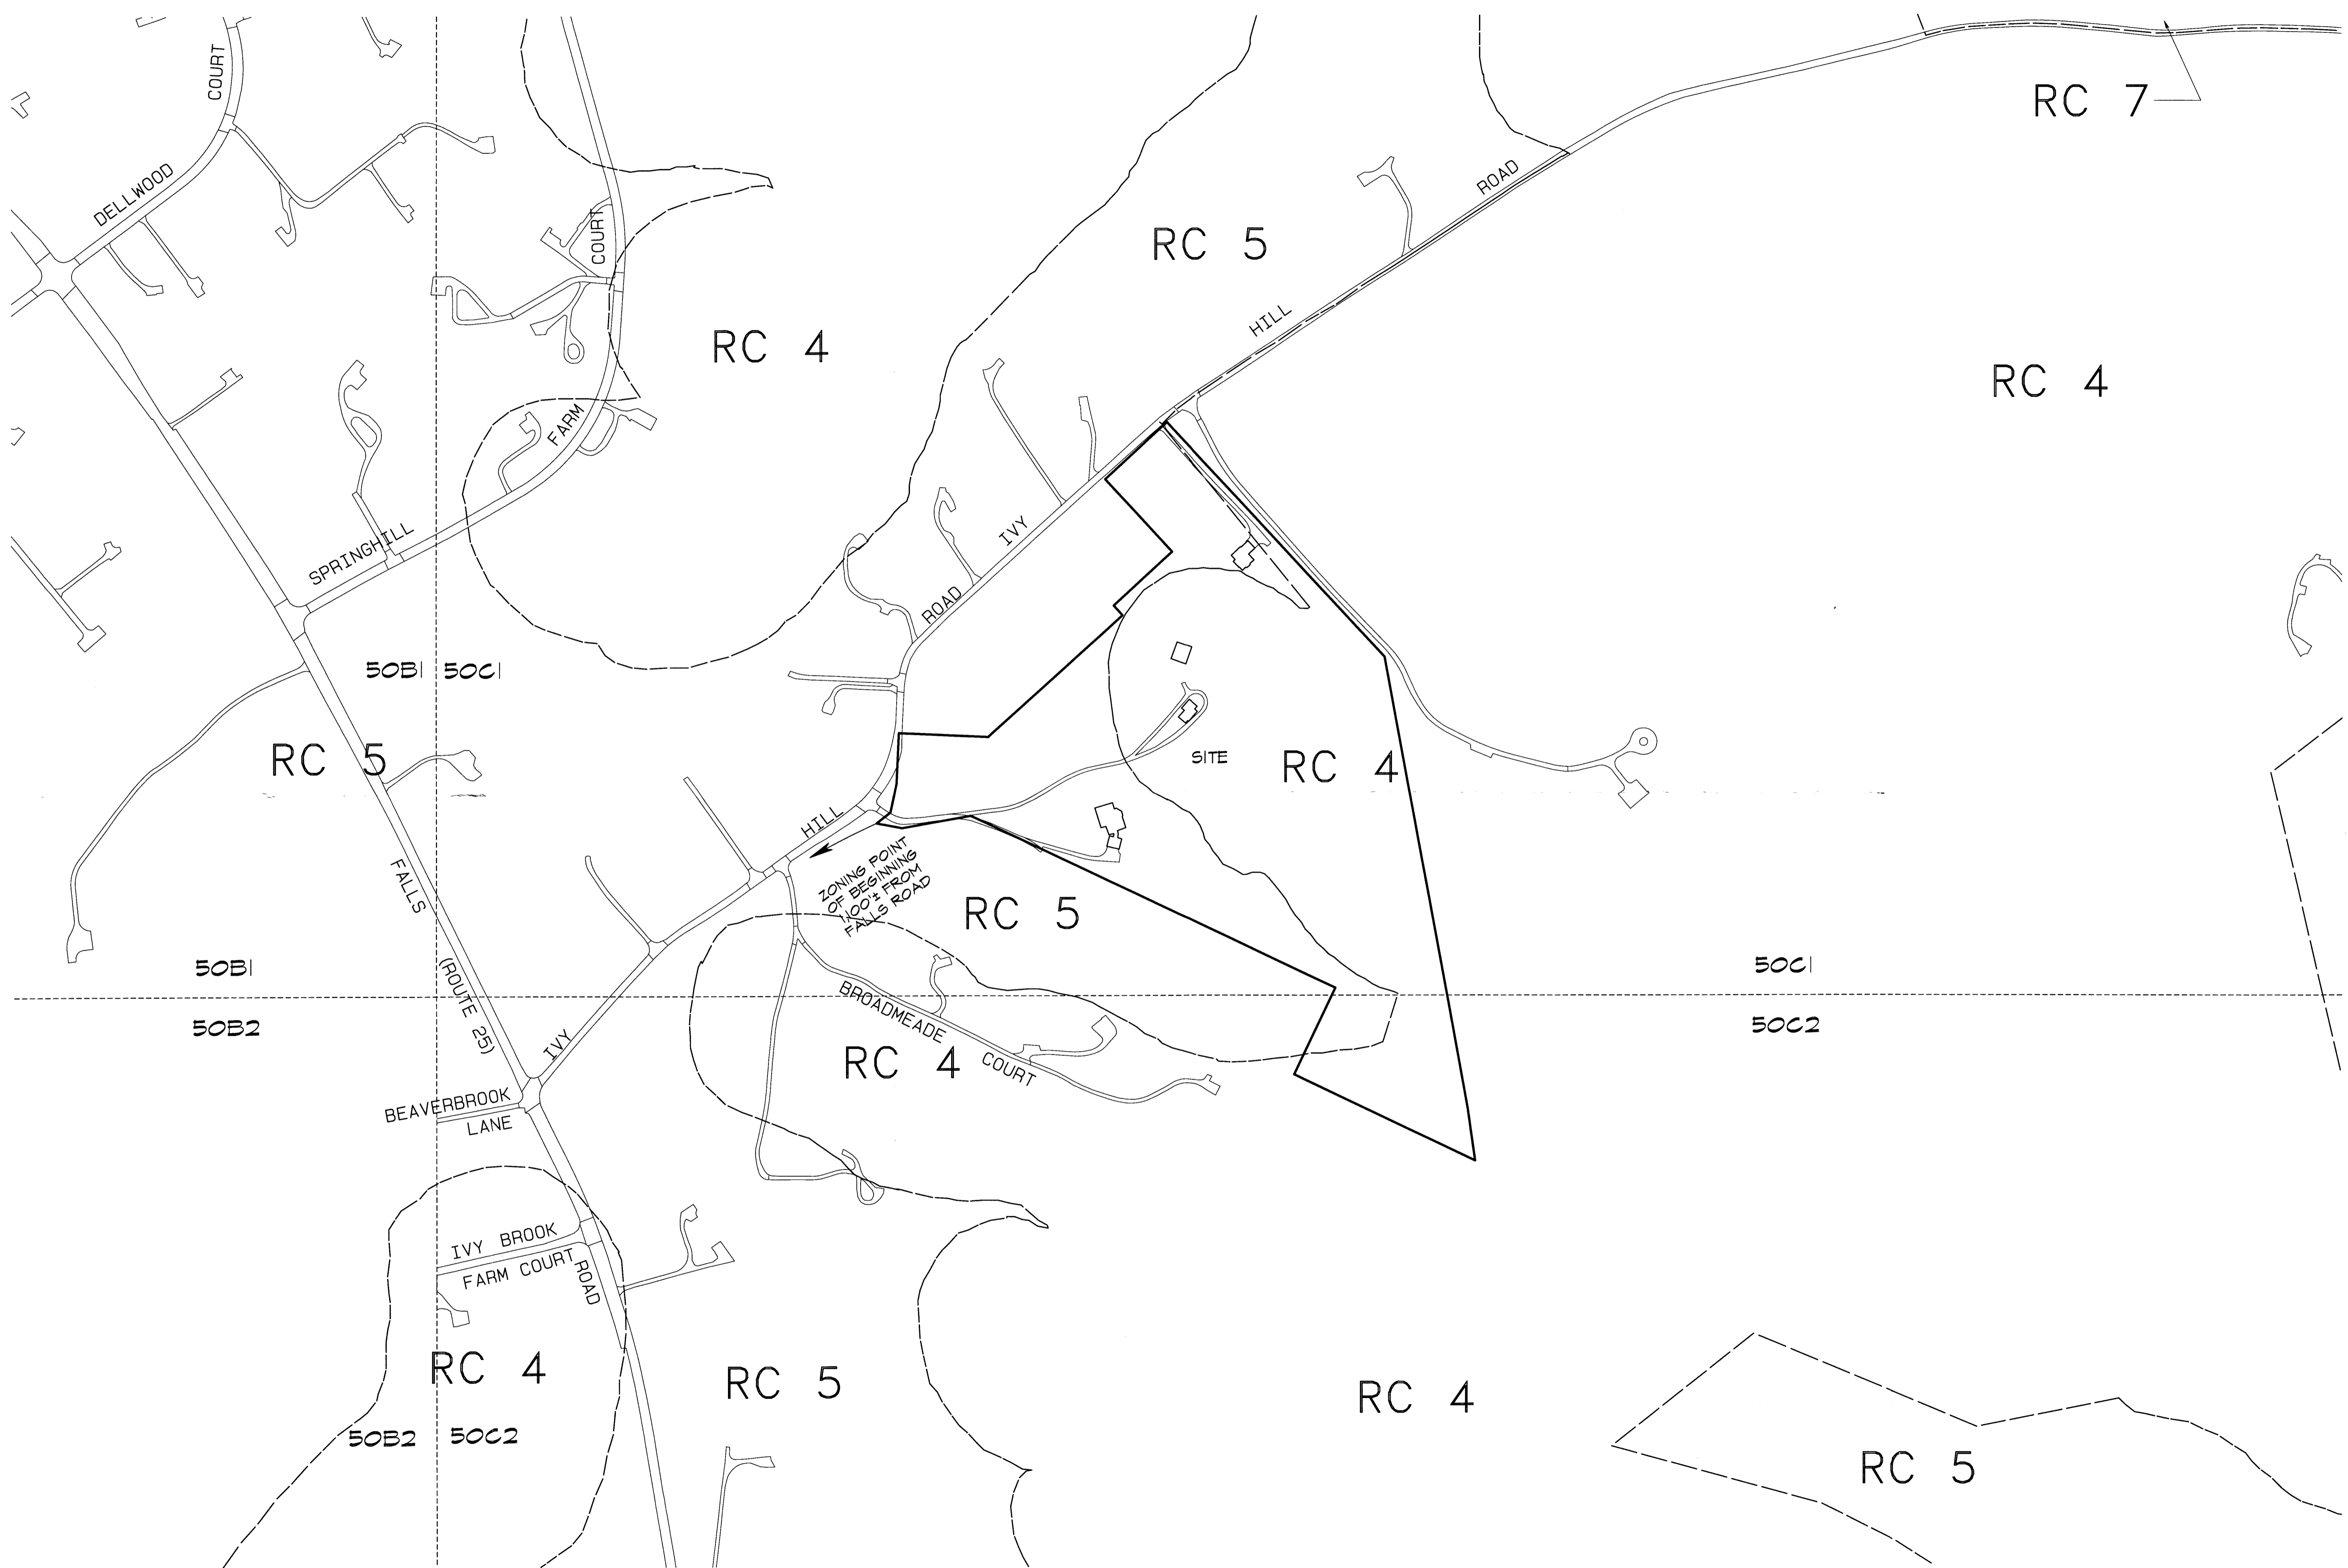 COURT
RC 7
DELLWOOD
ROAD
COURT
RC 5
HILL
RC 4
RC 4
FARM
IVY
SPRINGHILL
ROAD
50B1 50C1
RC 5
SITE
RC 4
HILL
FALLS
ZONING POINT
OF BEGINNING
1,100'± FROM
FALLS ROAD
RC 5
50B1
50C1
(ROUTE 25)
BROADMEADE
COURT
50B2
50C2
IVY
RC 4
BEAVERBROOK
LANE
IVY BROOK
FARM COURT
ROAD
RC 4
RC 5
RC 4
50B2 50C2
RC 5